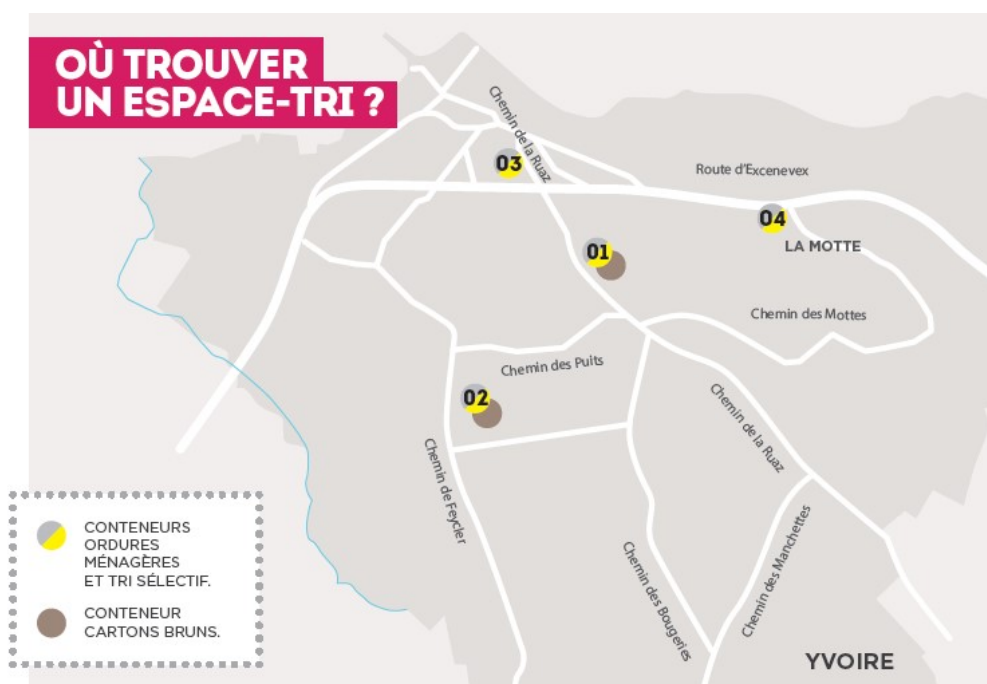 OÙ TROUVER
UN ESPACE-TRI ?
Chemin de la Ruaz
03
Route d'Excenevex
04
LA MOTTE
01
Chemin des Mottes
Chemin des Puits
02
Chemin de la Ruaz
Chemin de Feycler
Chemin des Manchettes
Chemin des Bougeries
CONTENEURS
ORDURES
MÉNAGÈRES
ET TRI SÉLECTIF.
CONTENEUR
CARTONS BRUNS.
YVOIRE